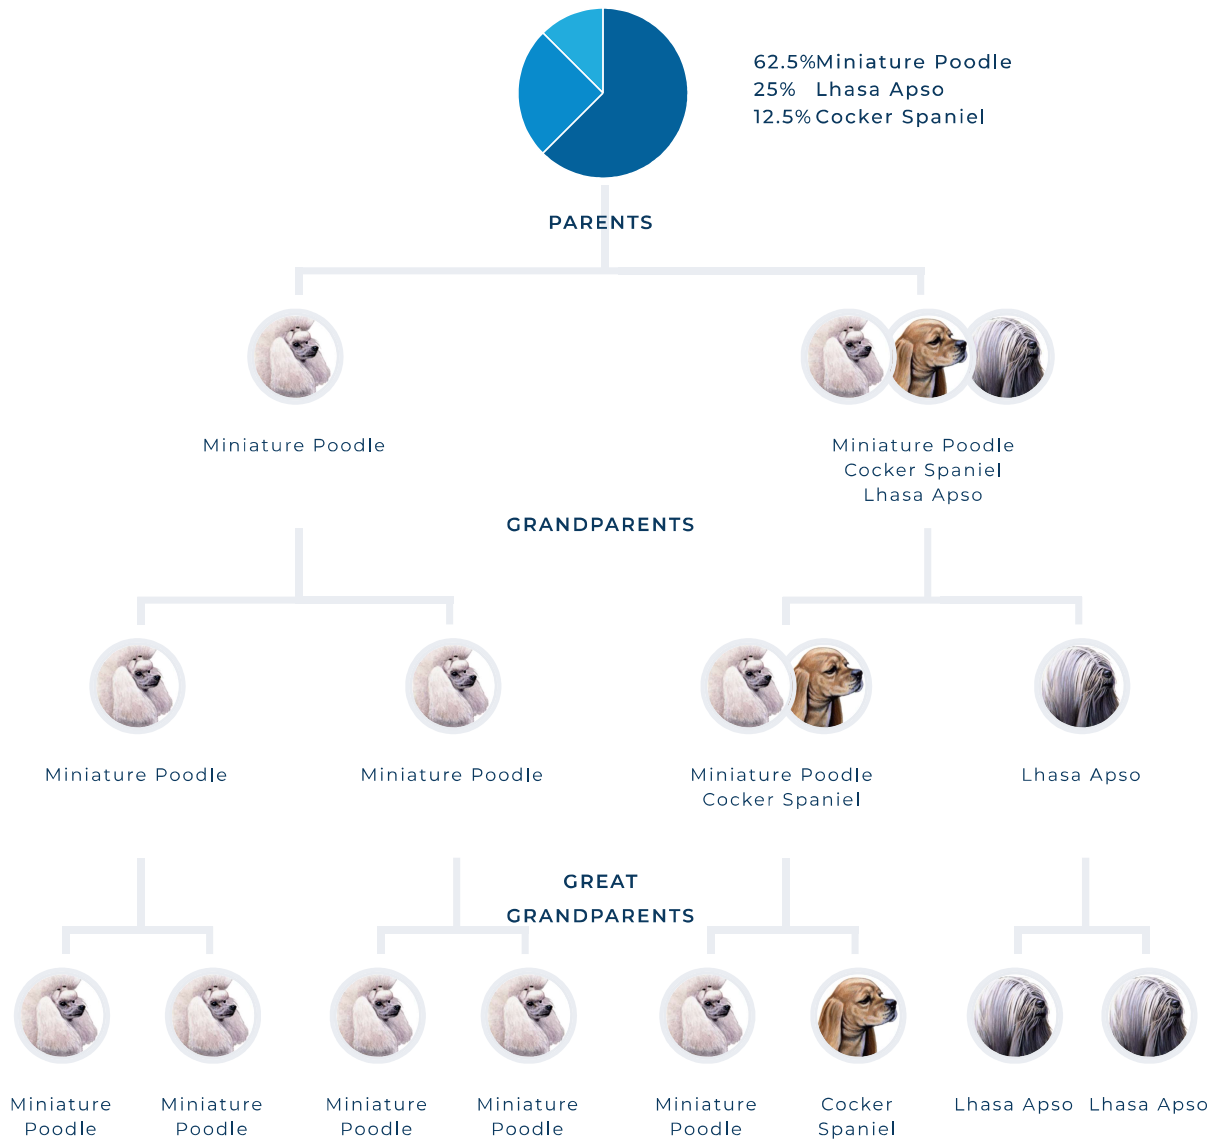 62.5%Miniature Poodle
25% Lhasa Apso
12.5% Cocker Spaniel
PARENTS
Miniature Poodle
Miniature Poodle
Cocker Spaniel
Lhasa Apso
GRANDPARENTS
Miniature Poodle
Miniature Poodle
Miniature Poodle
Cocker Spaniel
Lhasa Apso
GREAT
GRANDPARENTS
Miniature
Poodle
Miniature
Poodle
Miniature
Poodle
Miniature
Poodle
Miniature
Poodle
Cocker
Spaniel
Lhasa Apso
Lhasa Apso